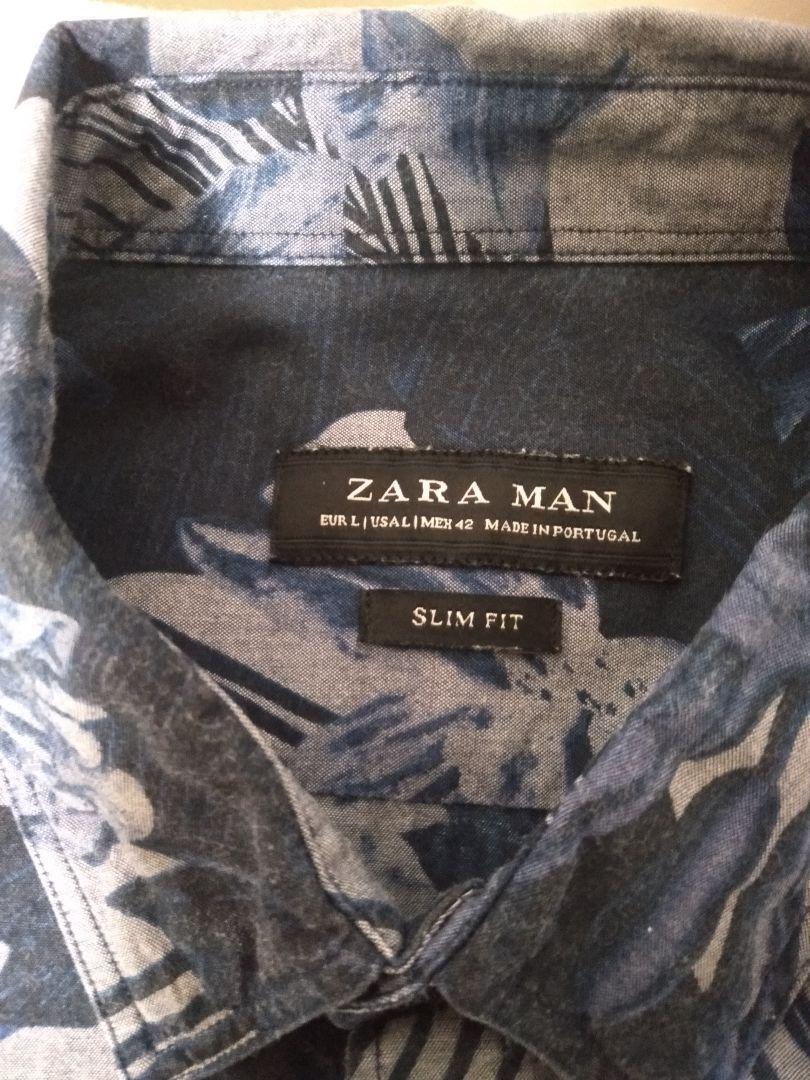 ZARA MAN
EUR L | USA L | MEX 42 MADE IN PORTUGAL
SLIM FIT